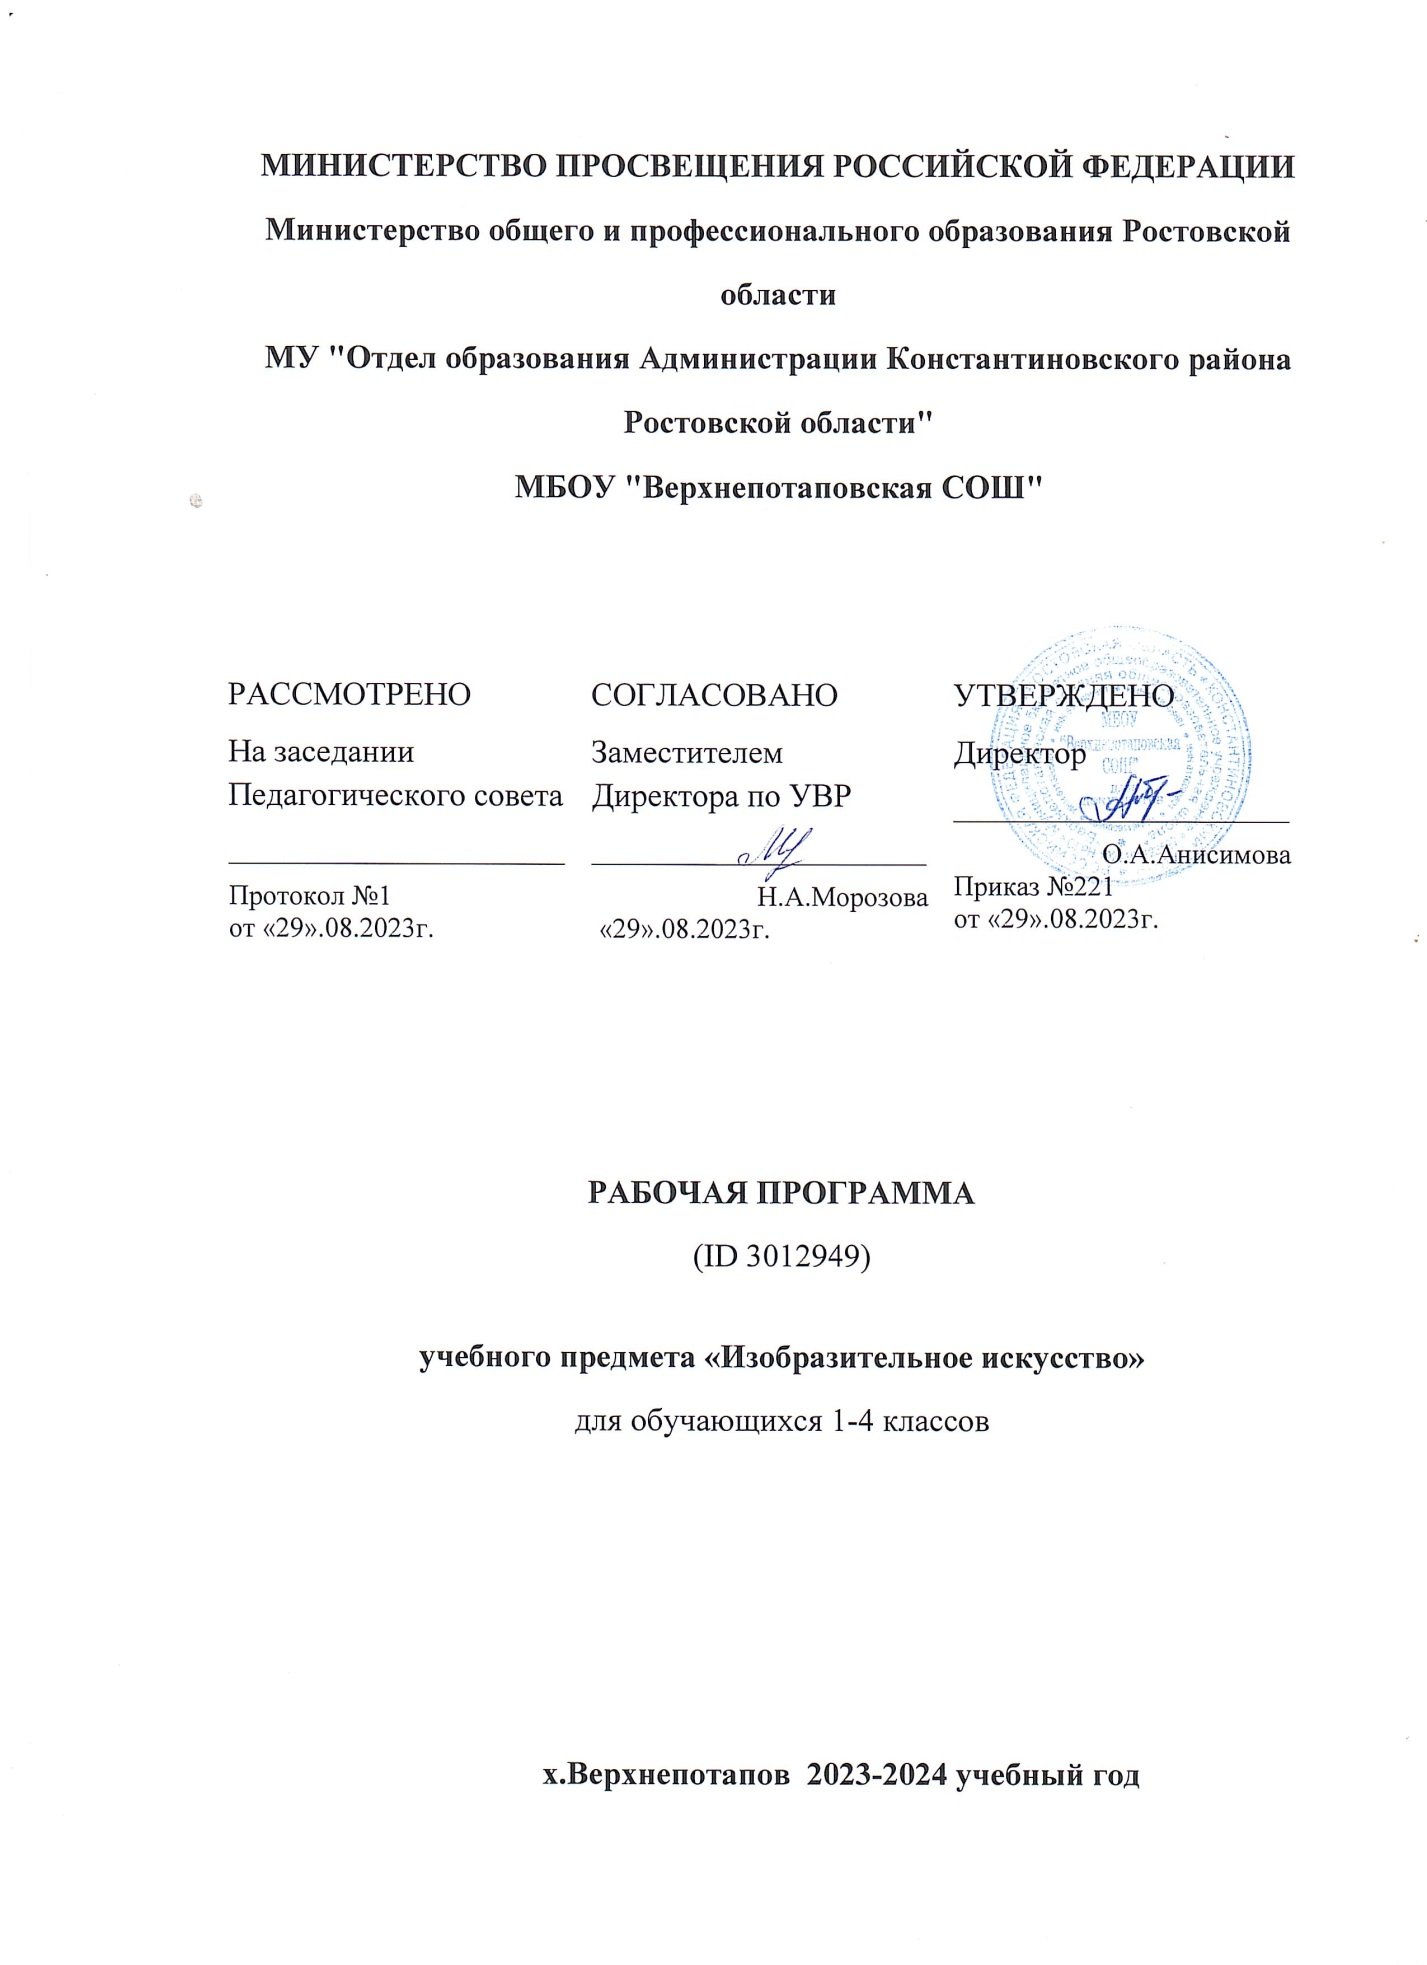 МИНИСТЕРСТВО ПРОСВЕЩЕНИЯ РОССИЙСКОЙ ФЕДЕРАЦИИ
Министерство общего и профессионального образования Ростовской
области
МУ "Отдел образования Администрации Константиновского района
Ростовской области"
МБОУ "Верхнепотаповская СОШ"
РАССМОТРЕНО
На заседании
Педагогического совета
Протокол №1
от «29».08.2023г.
СОГЛАСОВАНО
Заместителем
Директора по УВР
Н.А.Морозова
«29».08.2023г.
УТВЕРЖДЕНО
Директор
О.А.Анисимова
Приказ №221
от «29».08.2023г.
МБОУ
"Верхнепотаповская
СОШ"
РАБОЧАЯ ПРОГРАММА
(ID 3012949)
учебного предмета «Изобразительное искусство»
для обучающихся 1-4 классов
х.Верхнепотапов 2023-2024 учебный год